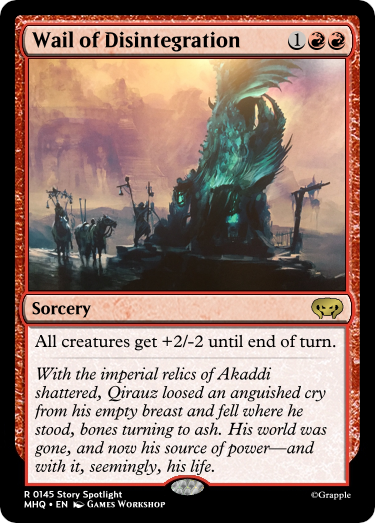 Wail of Disintegration 1
Sorcery
All creatures get +2/-2 until end of turn.
With the imperial relics of Akaddi
shattered, Qirauz loosed an anguished cry
from his empty breast and fell where he
stood, bones turning to ash. His world was
gone, and now his source of power—and
with it, seemingly, his life.
R 0145 Story Spotlight
MHQ • EN Games Workshop
©Grapple